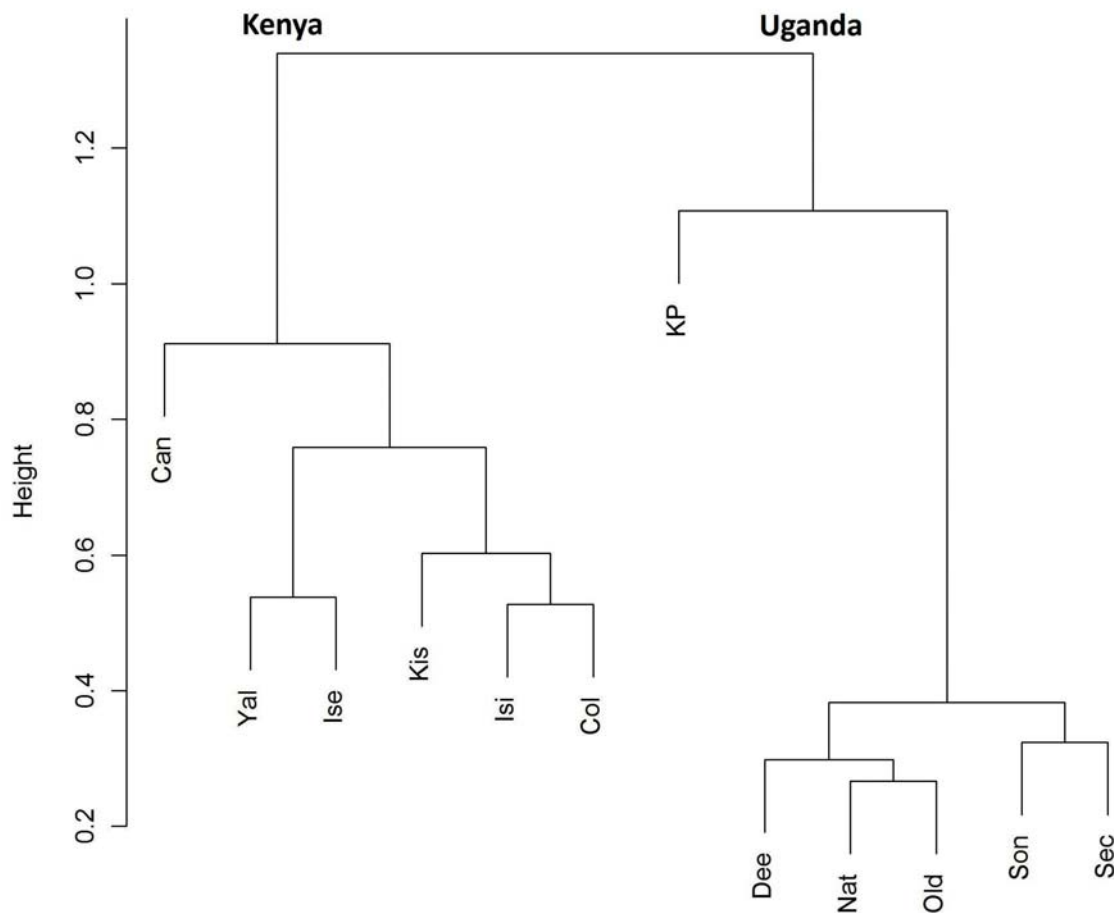 Kenya
Uganda
Height
1.2
1.0
0.8
0.6
0.4
0.2
Can
Yal
Ise
Kis
Isi
Col
KP
Dee
Nat
Old
Son
Sec